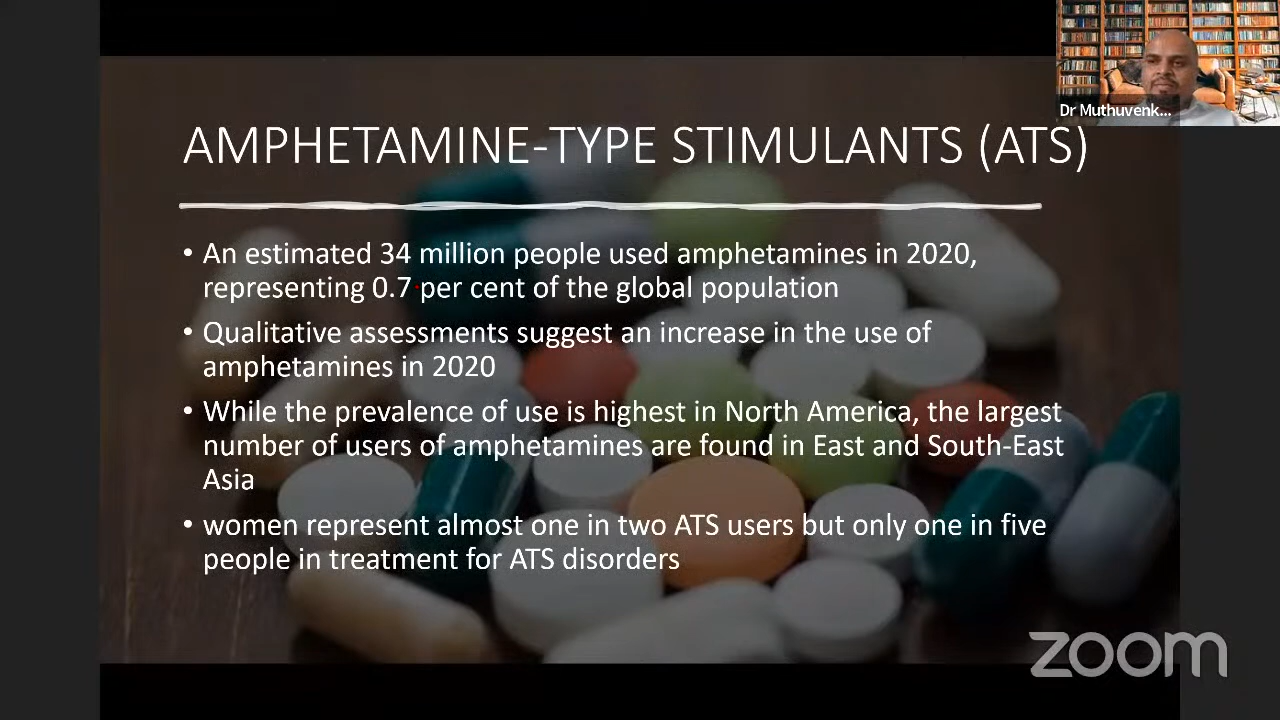 Dr Muthuvenk...
AMPHETAMINE-TYPE STIMULANTS (ATS)
• An estimated 34 million people used amphetamines in 2020,
representing 0.7 per cent of the global population
• Qualitative assessments suggest an increase in the use of
amphetamines in 2020
• While the prevalence of use is highest in North America, the largest
number of users of amphetamines are found in East and South-East
Asia
• women represent almost one in two ATS users but only one in five
people in treatment for ATS disorders
zoom